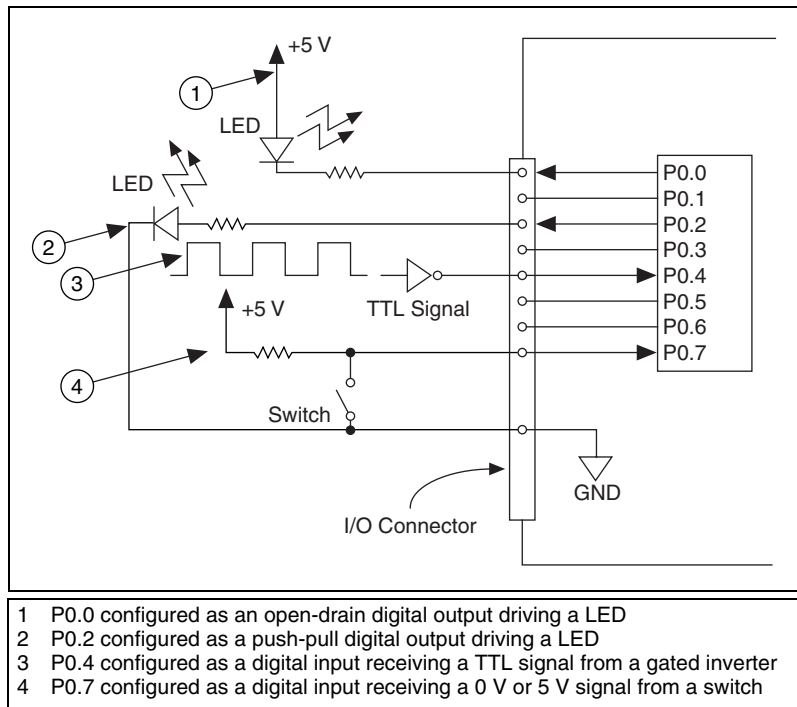 +5 V
1
LED
LED
P0.0
P0.1
P0.2
2
P0.3
3
P0.4
TTL Signal
+5 V
P0.5
P0.6
P0.7
4
Switch
GND
I/O Connector
1 P0.0 configured as an open-drain digital output driving a LED
2 P0.2 configured as a push-pull digital output driving a LED
3 P0.4 configured as a digital input receiving a TTL signal from a gated inverter
4 P0.7 configured as a digital input receiving a 0 V or 5 V signal from a switch